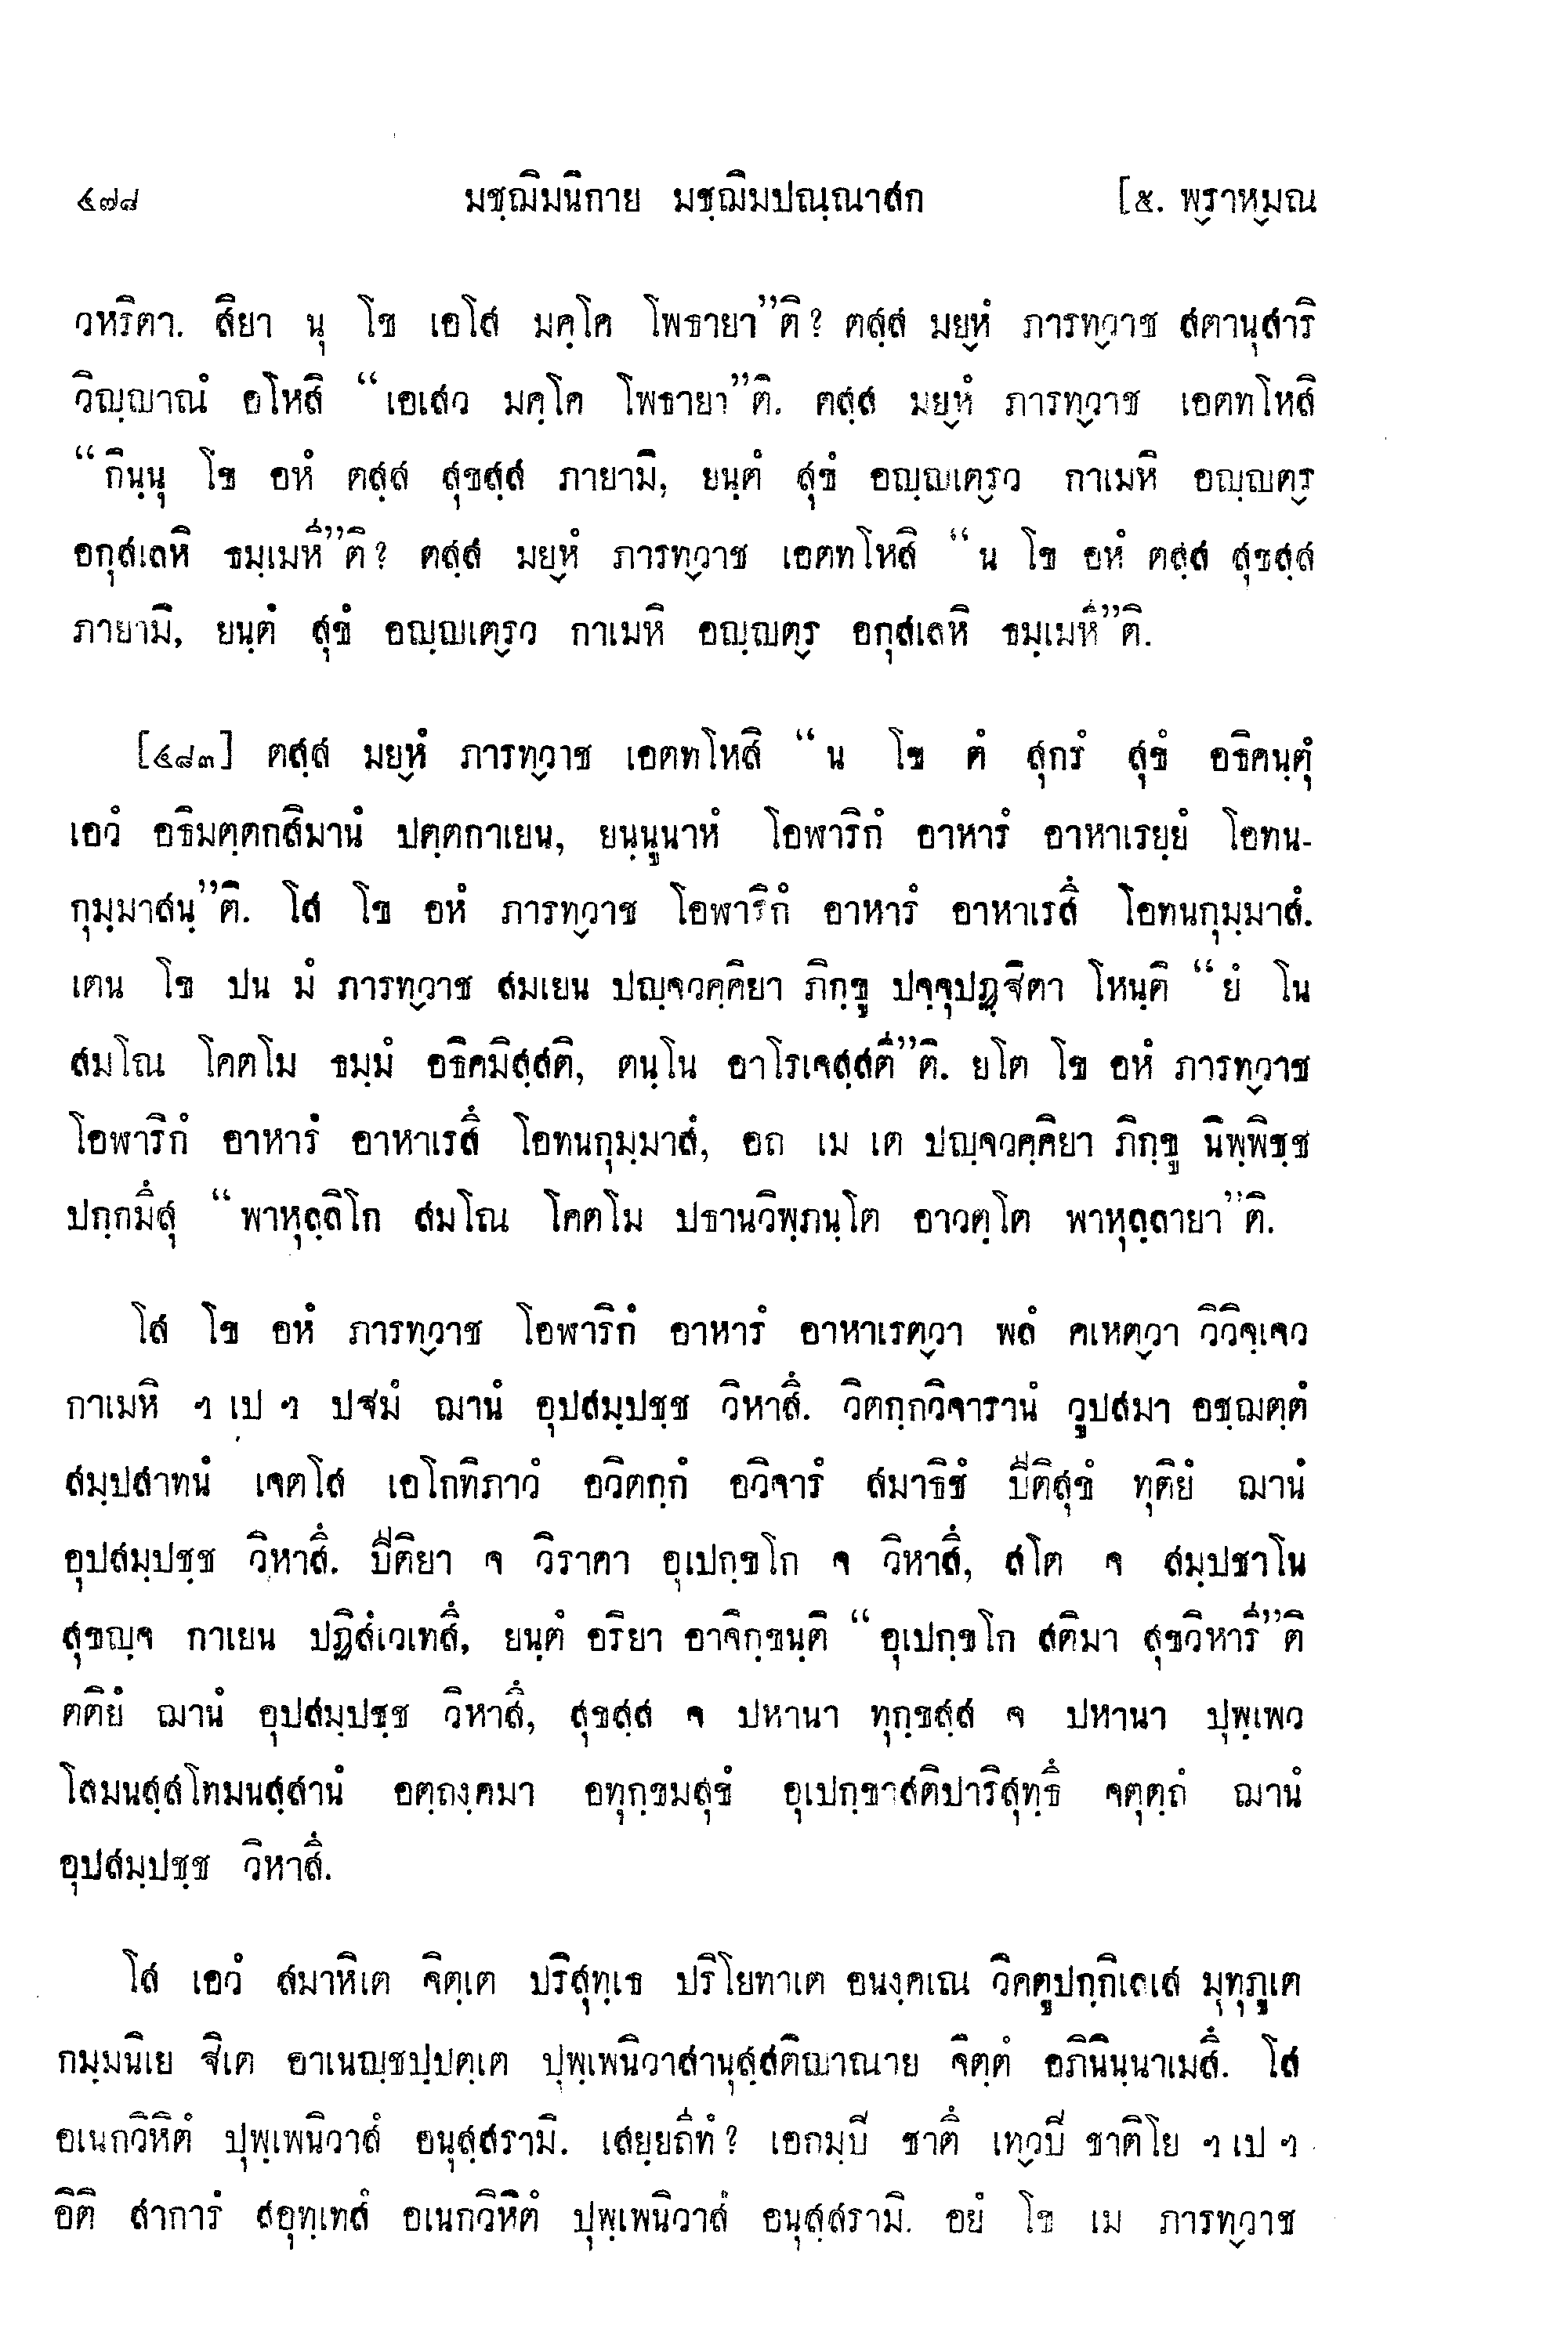 ๔๗๘ มชฺฌิมนิกาย มชฺฌิมปณฺณาสก [๕. พฺราหฺมณ
วหริตา. สิยา นุ โข เอโส มคฺโค โพธายา”ติ? ตสฺส มยฺหํ ภารทฺวาช สตานุสาริ
วิญฺญาณํ อโหสิ “เอเสว มคฺโค โพธายา”ติ. ตสฺส มยฺหํ ภารทฺวาช เอตทโหสิ
“กินฺนุ โข อหํ ตสฺส สุขสฺส ภายามิ, ยนฺตํ สุขํ อญฺญเตฺรว กาเมหิ อญฺญตฺร
อกุสเลหิ ธมฺเมหี”ติ? ตสฺส มยฺหํ ภารทฺวาช เอตทโหสิ “น โข อหํ ตสฺส สุขสฺส
ภายามิ, ยนฺตํ สุขํ อญฺญเตฺรว กาเมหิ อญฺญตฺร อกุสเลหิ ธมฺเมหี”ติ.
[๔๘๓] ตสฺส มยฺหํ ภารทฺวาช เอตทโหสิ “น โข ตํ สุกรํ สุขํ อธิคนฺตุํ
เอวํ อธิมตฺตกสิมานํ ปตฺตกาเยน, ยนฺนูนาหํ โอฬาริกํ อาหารํ อาหาเรยฺยํ โอทน-
กุมฺมาสนฺ”ติ. โส โข อหํ ภารทฺวาช โอฬาริกํ อาหารํ อาหาเรสึ โอทนกุมฺมาสํ.
เตน โข ปน มํ ภารทฺวาช สมเยน ปญฺจวคฺคิยา ภิกฺขู ปจฺจุปฏฺฐิตา โหนฺติ “ยํ โน
สมโณ โคตโม ธมฺมํ อธิคมิสฺสติ, ตนฺโน อาโรเจสฺสตี”ติ. ยโต โข อหํ ภารทฺวาช
โอฬาริกํ อาหารํ อาหาเรสึ โอทนกุมฺมาสํ, อถ เม เต ปญฺจวคฺคิยา ภิกฺขู นิพฺพิชฺช
ปกฺกมึสุ “พาหุลฺลิโก สมโณ โคตโม ปธานวิพฺภนฺโต อาวตฺโต พาหุลฺลายา”ติ.
โส โข อหํ ภารทฺวาช โอฬาริกํ อาหารํ อาหาเรตฺวา พลํ คเหตฺวา วิวิจฺเจว
กาเมหิ ฯ เป ฯ ปฐมํ ฌานํ อุปสมฺปชฺช วิหาสึ. วิตกฺกวิจารานํ วูปสมา อชฺฌตฺตํ
สมฺปสาทนํ เจตโส เอโกทิภาวํ อวิตกฺกํ อวิจารํ สมาธิชํ ปีติสุขํ ทุติยํ ฌานํ
อุปสมฺปชฺช วิหาสึ. ปีติยา จ วิราคา อุเปกฺขโก จ วิหาสึ, สโต จ สมฺปชาโน
สุขญฺจ กาเยน ปฏิสํเวเทสึ, ยนฺตํ อริยา อาจิกฺขนฺติ “อุเปกฺขโก สติมา สุขวิหารี”ติ
ตติยํ ฌานํ อุปสมฺปชฺช วิหาสึ, สุขสฺส จ ปหานา ทุกฺขสฺส จ ปหานา ปุพฺเพว
โสมนสฺสโทมนสฺสานํ อตฺถงฺคมา อทุกฺขมสุขํ อุเปกฺขาสติปาริสุทฺธึ จตุตฺถํ ฌานํ
อุปสมฺปชฺช วิหาสึ.
โส เอวํ สมาหิเต จิตฺเต ปริสุทฺเธ ปริโยทาเต อนงฺคเณ วิคตูปกฺกิเลเส มุทุภูเต
กมฺมนิเย ฐิเต อาเนญฺชปฺปตฺเต ปุพฺเพนิวาสานุสฺสติญาณาย จิตฺตํ อภินินฺนาเมสึ. โส
อเนกวิหิตํ ปุพฺเพนิวาสํ อนุสฺสรามิ. เสยฺยถีทํ? เอกมฺปี ชาตึ เทฺวปี ชาติโย ฯ เป ฯ
อิติ สาการํ สอุทฺเทสํ อเนกวิหิตํ ปุพฺเพนิวาสํ อนุสฺสรามิ. อยํ โข เม ภารทฺวาช